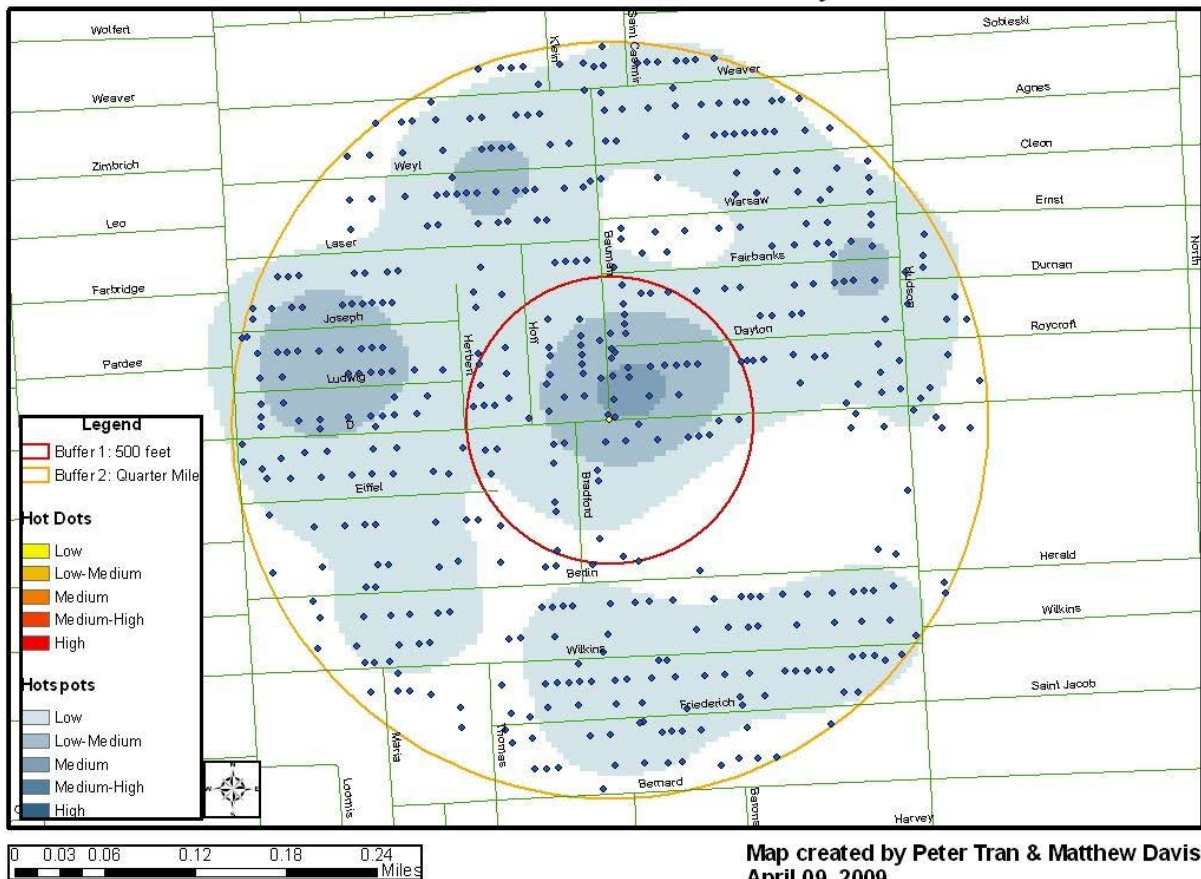 Wolfert
Klein
Saint Casimir
Sobieski
Weaver
Weaver
Agnes
Zimbrich
Weyl
Cleon
Leo
Warsaw
Ernst
Laser
Bauman
Fairbanks
Durnan
North
Farbridge
Joseph
Herbert
Hoff
Dayton
Hudson
Roycroft
Pardee
Ludwig
D
Eiffel
Bradford
Berlin
Herald
Wilkins
Wilkins
Friederich
Saint Jacob
Maria
Thomas
Bernard
Loomis
Harvey
Legend
Buffer 1: 500 feet
Buffer 2: Quarter Mile
Hot Dots
Low
Low-Medium
Medium
Medium-High
High
Hotspots
Low
Low-Medium
Medium
Medium-High
High
N
W E
S
0 0.03 0.06 0.12 0.18 0.24
Miles
Map created by Peter Tran & Matthew Davis
April 09, 2009